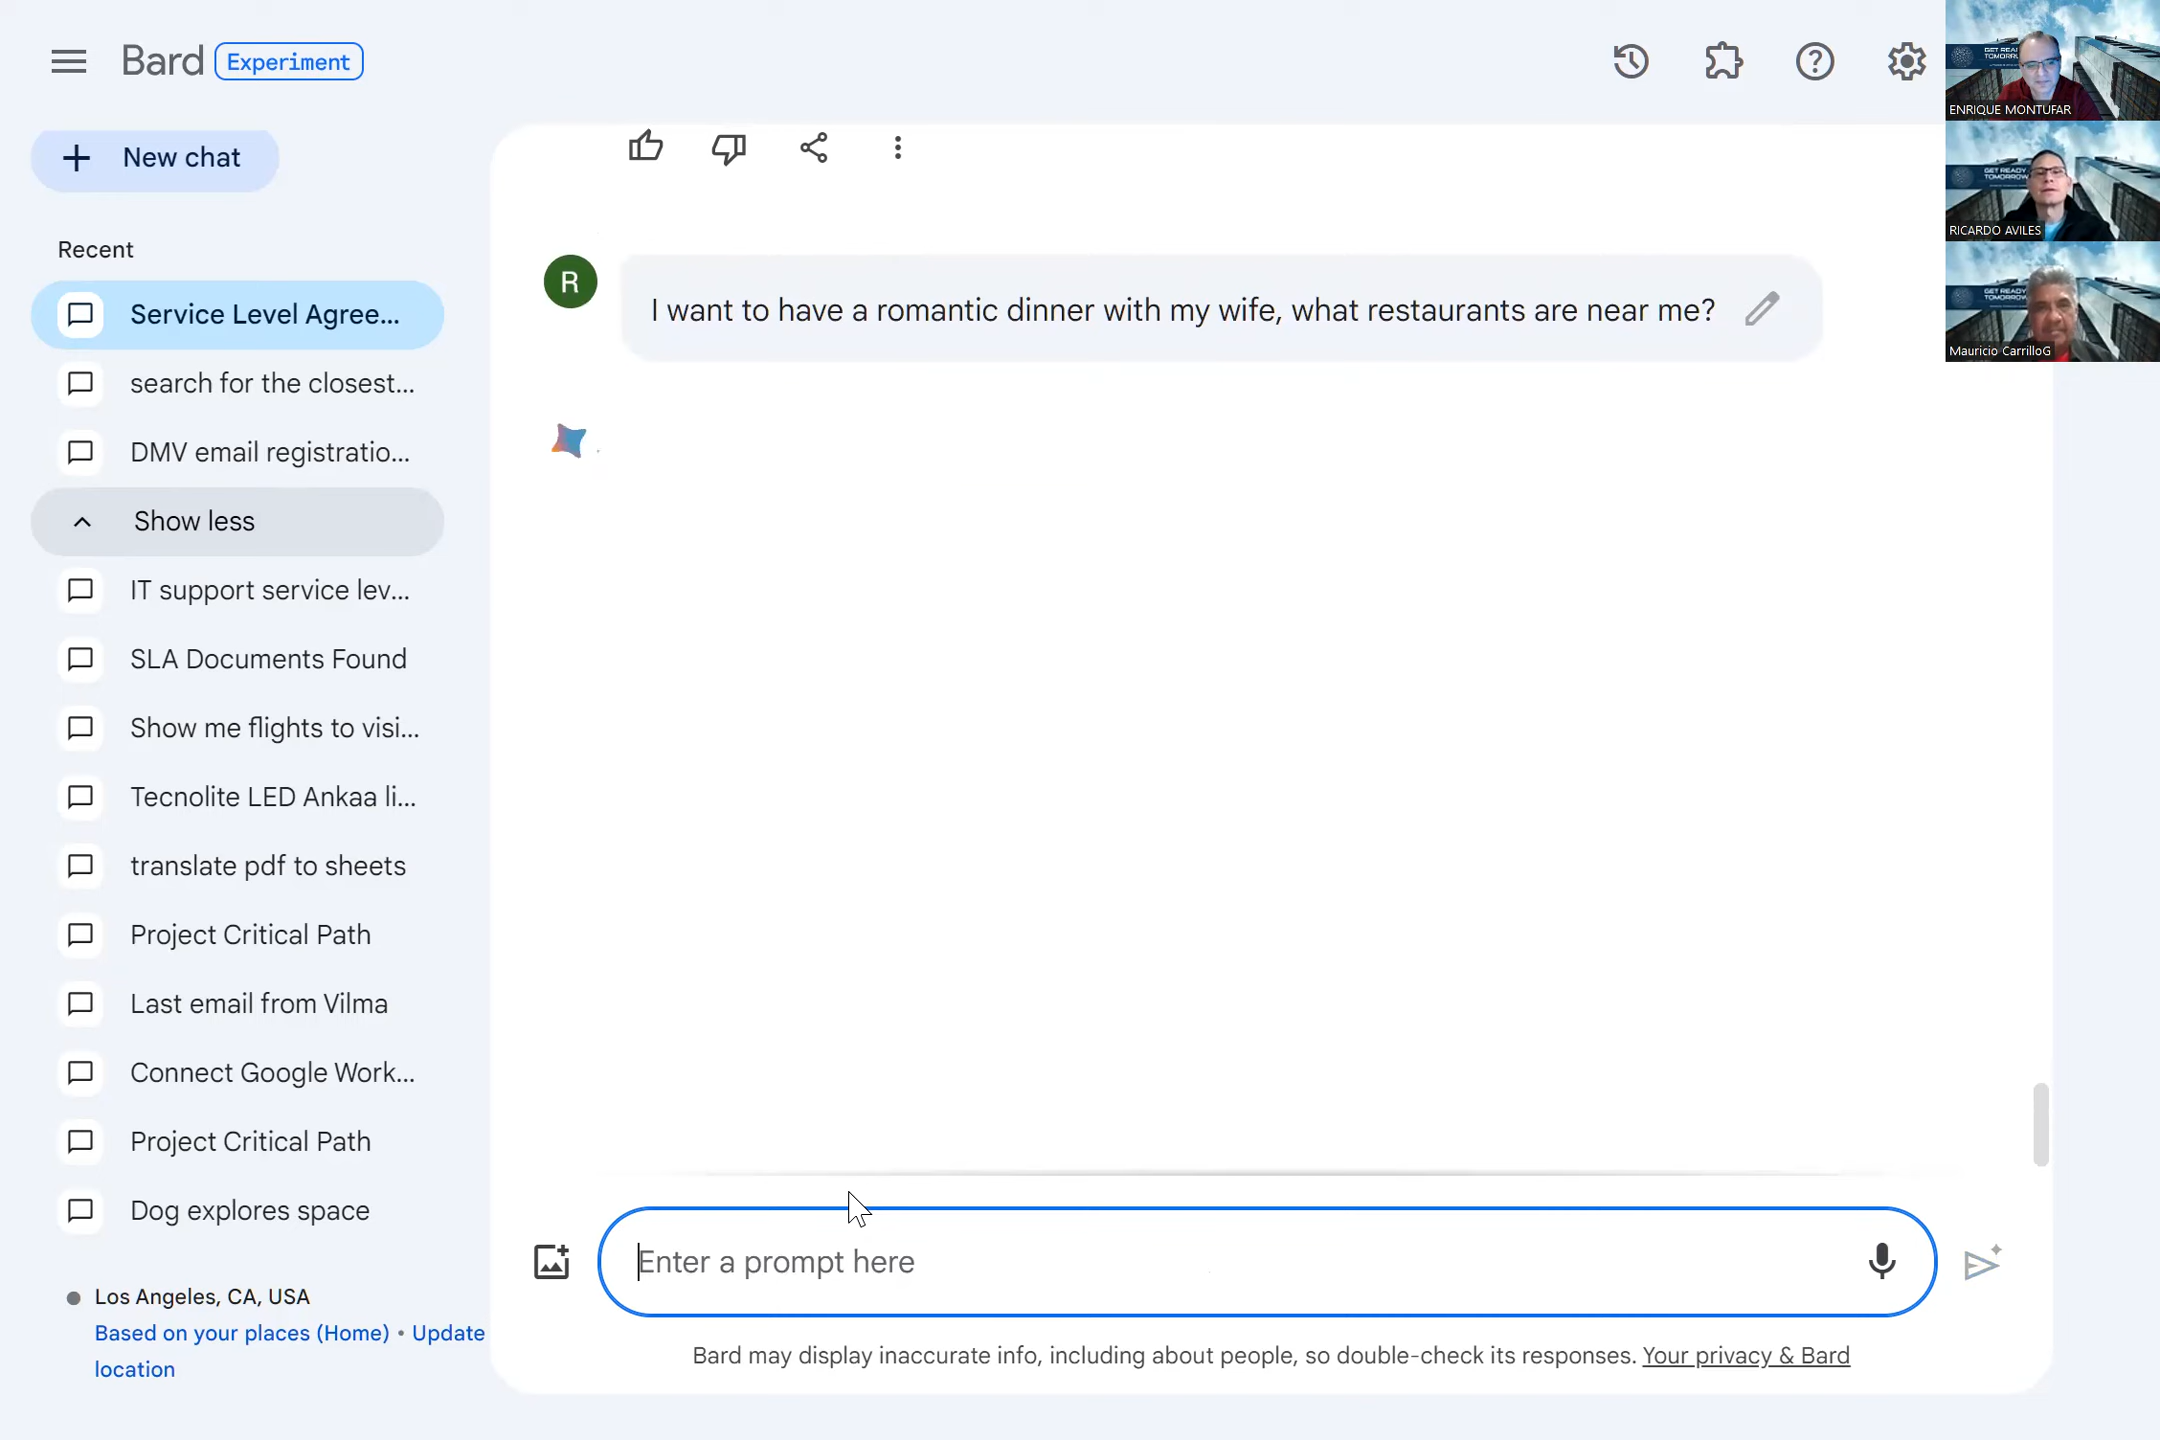 Bard Experiment
New chat
Recent
Service Level Agree...
search for the closest...
DMV email registratio...
Show less
IT support service lev...
SLA Documents Found
Show me flights to visi...
Tecnolite LED Ankaa li...
translate pdf to sheets
Project Critical Path
Last email from Vilma
Connect Google Work...
Project Critical Path
Dog explores space
Los Angeles, CA, USA
Based on your places (Home) • Update
location
R
I want to have a romantic dinner with my wife, what restaurants are near me?
Enter a prompt here
Bard may display inaccurate info, including about people, so double-check its responses. Your privacy & Bard
ENRIQUE MONTUFAR
GET READY
TOMORROW
RICARDO AVILES
TOMORROW
Mauricio CarrilloG